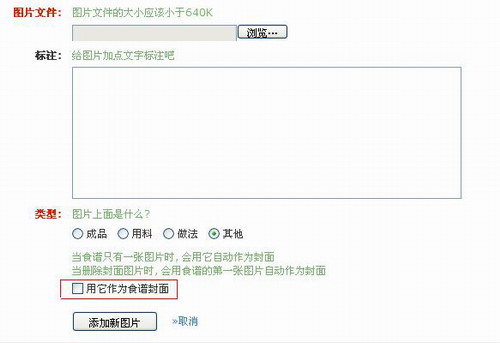 图片文件: 图片文件的大小应该小于640K
浏览…
标注: 给图片加点文字标注吧
类型: 图片上面是什么?
成品 用料 做法 其他
当食谱只有一张图片时, 会用它自动作为封面
当删除封面图片时, 会用食谱的第一张图片自动作为封面
用它作为食谱封面
添加新图片 »取消